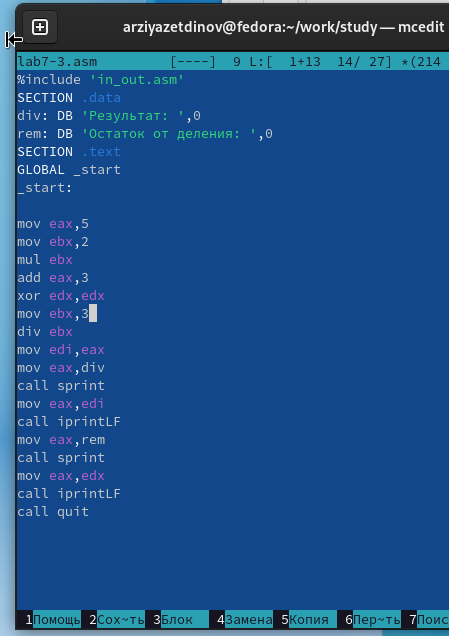 arziyazetdinov@fedora:~/work/study — mcedit
lab7-3.asm [----] 9 L:[ 1+13 14/ 27] *(214
%include 'in_out.asm'
SECTION .data
div: DB 'Результат: ',0
rem: DB 'Остаток от деления: ',0
SECTION .text
GLOBAL _start
_start:
mov eax,5
mov ebx,2
mul ebx
add eax,3
xor edx,edx
mov ebx,3
div ebx
mov edi,eax
mov eax,div
call sprint
mov eax,edi
call iprintLF
mov eax,rem
call sprint
mov eax,edx
call iprintLF
call quit
1Помощь 2Сох~ть 3Блок 4Замена 5Копия 6Пер~ть 7Поис